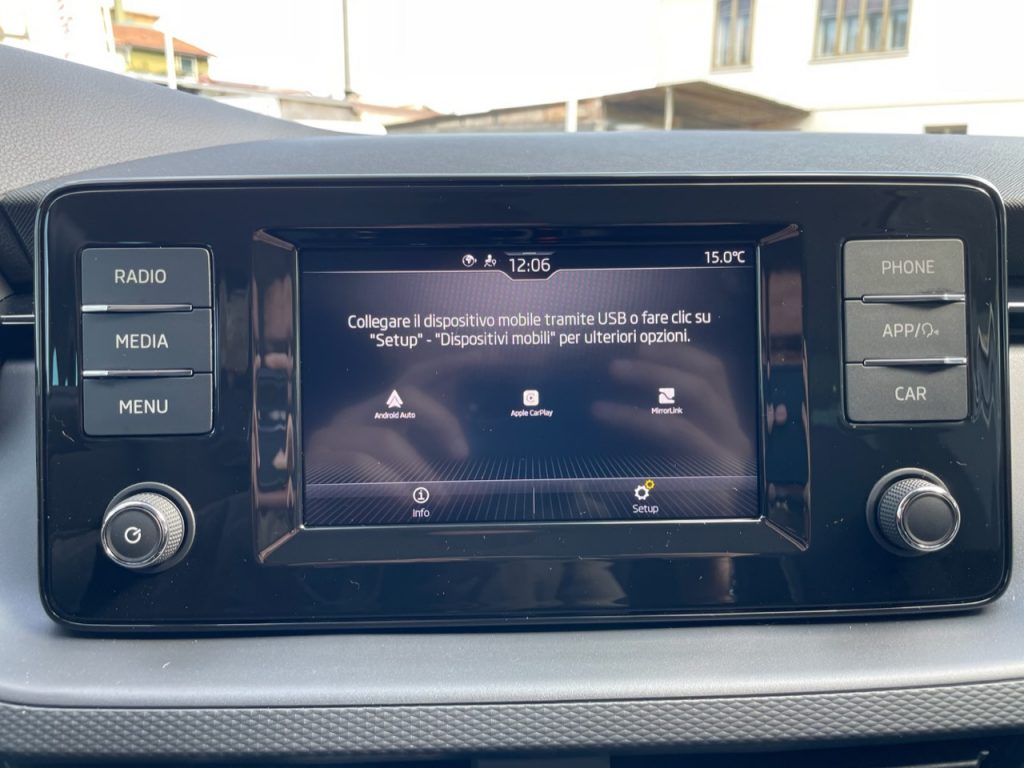 RADIO
MEDIA
MENU
12:06
15.0°C
Collegare il dispositivo mobile tramite USB o fare clic su
"Setup" - "Dispositivi mobili" per ulteriori opzioni.
Android Auto
Apple CarPlay
MirrorLink
Info
Setup
PHONE
APP/
CAR